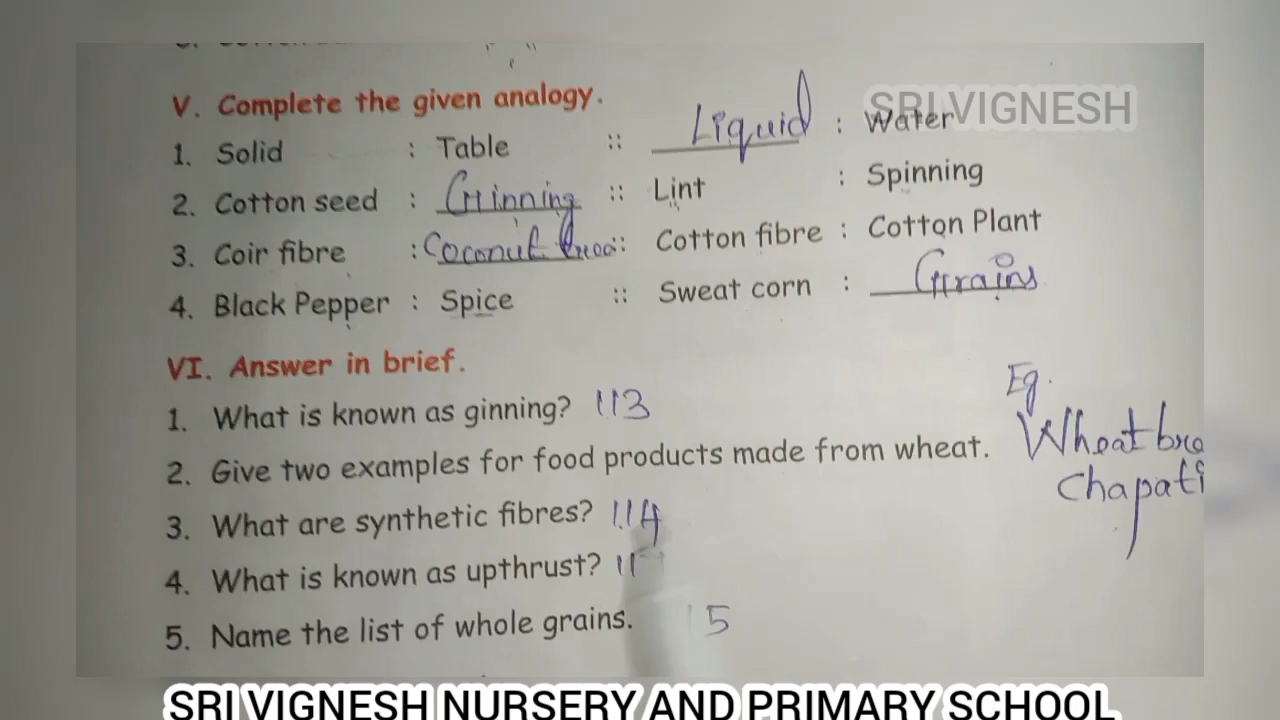 V. Complete the given analogy.
SRI VIGNESH
1. Solid : Table :: Liquid : Water
2. Cotton seed : Ginning :: Lint : Spinning
3. Coir fibre : Coconut tree :: Cotton fibre : Cotton Plant
4. Black Pepper : Spice :: Sweat corn : Grains
VI. Answer in brief.
1. What is known as ginning? 113
Eg.
2. Give two examples for food products made from wheat. Wheat brea
Chapati
3. What are synthetic fibres? 114
4. What is known as upthrust? 11
5. Name the list of whole grains. 5
SRI VIGNESH NURSERY AND PRIMARY SCHOOL